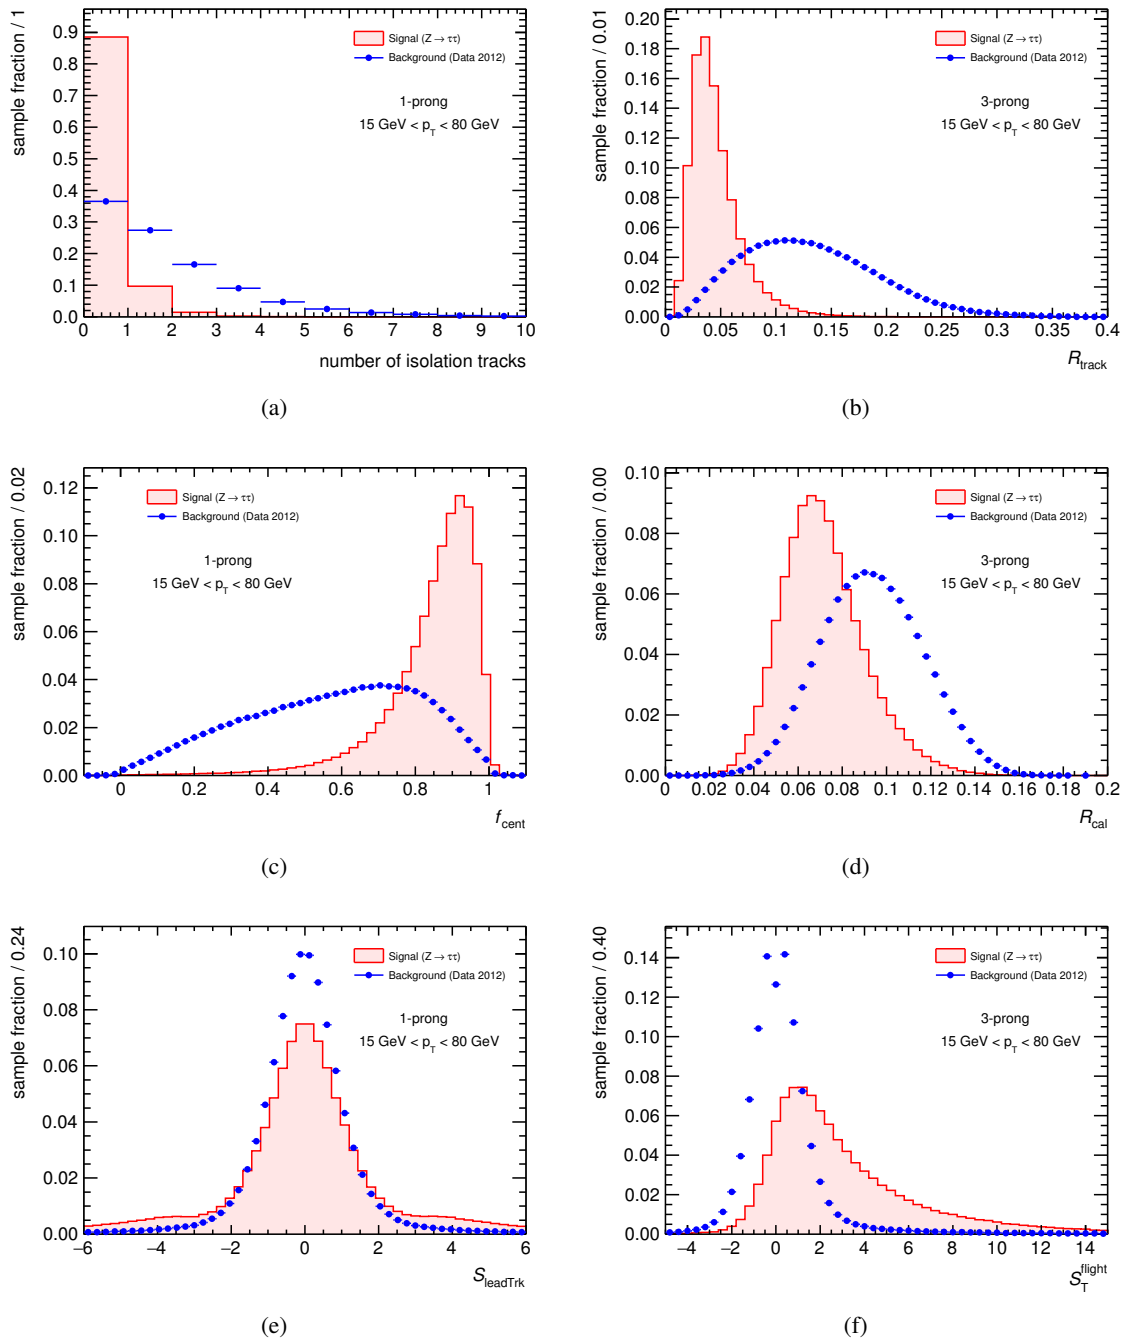 sample fraction / 1
0.9
0.8
0.7
0.6
0.5
0.4
0.3
0.2
0.1
0.0
Signal (Z → ττ)
Background (Data 2012)
1-prong
15 GeV < p_T < 80 GeV
0 1 2 3 4 5 6 7 8 9 10
number of isolation tracks
(a)
sample fraction / 0.01
0.20
0.18
0.16
0.14
0.12
0.10
0.08
0.06
0.04
0.02
0.00
Signal (Z → ττ)
Background (Data 2012)
3-prong
15 GeV < p_T < 80 GeV
0 0.05 0.1 0.15 0.2 0.25 0.3 0.35 0.4
R_track
(b)
sample fraction / 0.02
0.12
0.10
0.08
0.06
0.04
0.02
0.00
Signal (Z → ττ)
Background (Data 2012)
1-prong
15 GeV < p_T < 80 GeV
0 0.2 0.4 0.6 0.8 1
f_cent
(c)
sample fraction / 0.00
0.10
0.09
0.08
0.07
0.06
0.05
0.04
0.03
0.02
0.01
0.00
Signal (Z → ττ)
Background (Data 2012)
3-prong
15 GeV < p_T < 80 GeV
0 0.02 0.04 0.06 0.08 0.1 0.12 0.14 0.16 0.18 0.2
R_cal
(d)
sample fraction / 0.24
0.10
0.08
0.06
0.04
0.02
0.00
Signal (Z → ττ)
Background (Data 2012)
1-prong
15 GeV < p_T < 80 GeV
−6 −4 −2 0 2 4 6
S_leadTrk
(e)
sample fraction / 0.40
0.14
0.12
0.10
0.08
0.06
0.04
0.02
0.00
Signal (Z → ττ)
Background (Data 2012)
3-prong
15 GeV < p_T < 80 GeV
−4 −2 0 2 4 6 8 10 12 14
S_T^flight
(f)